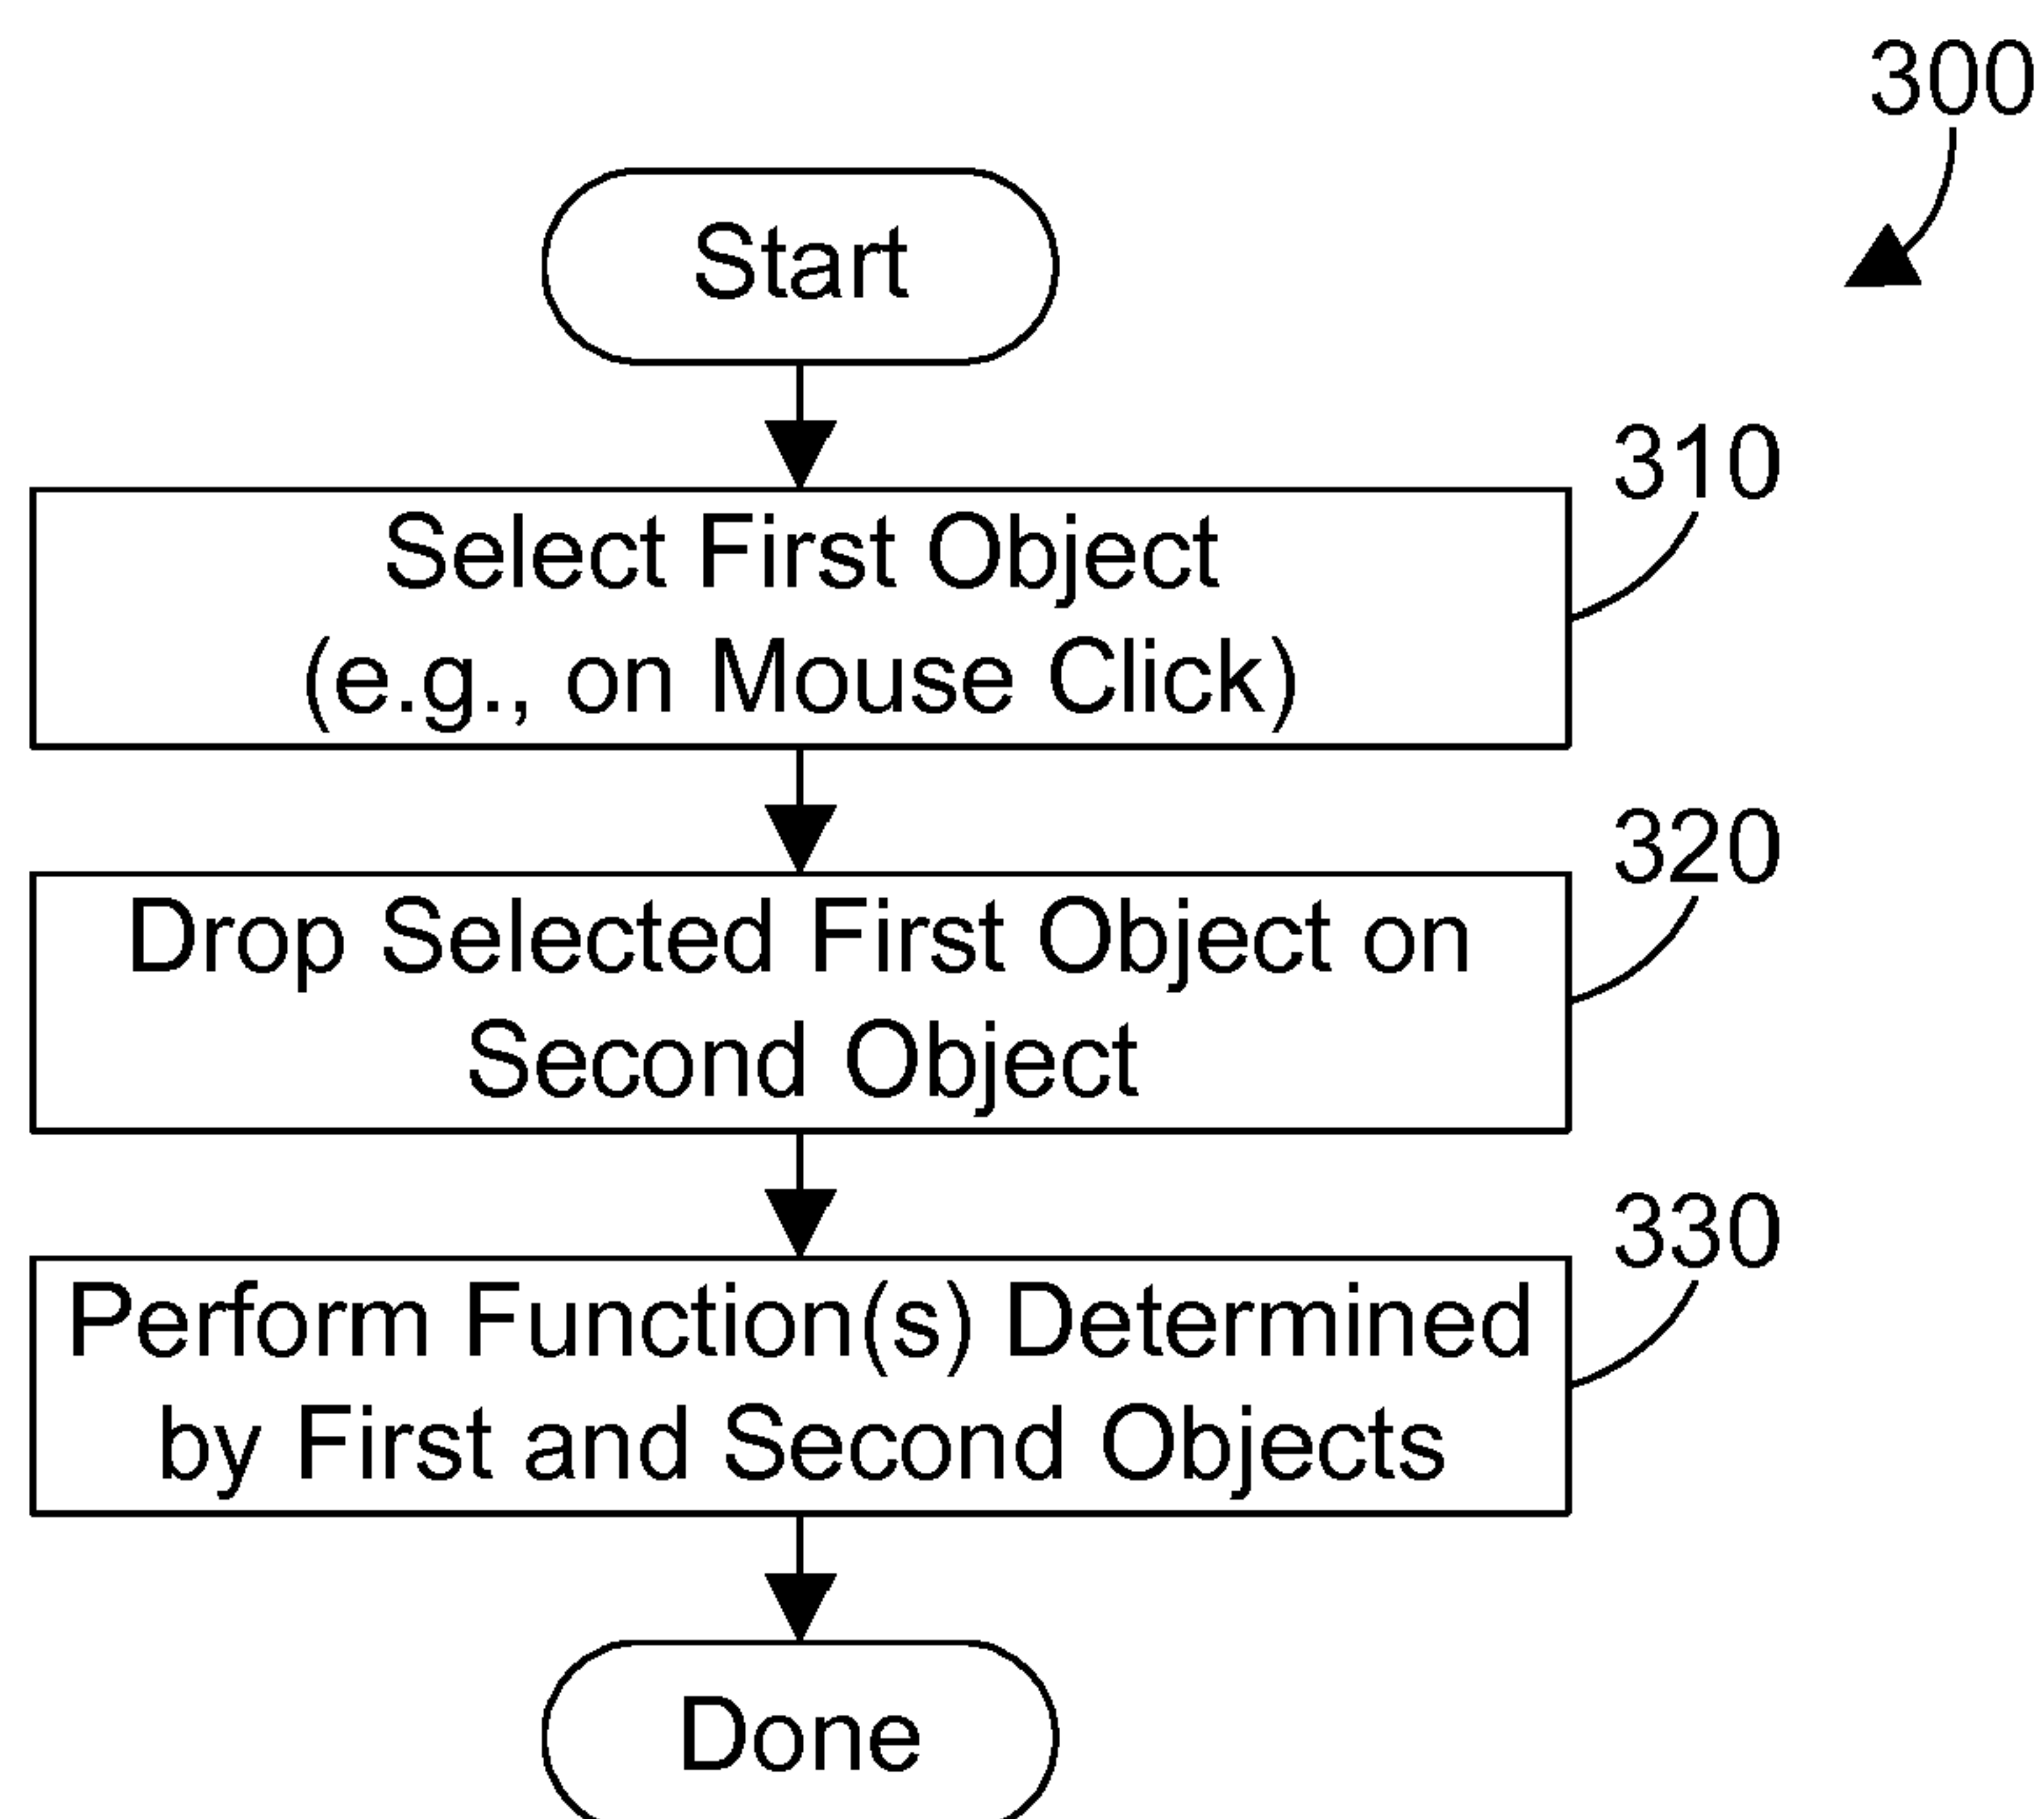 300
Start
310
Select First Object
(e.g., on Mouse Click)
320
Drop Selected First Object on
Second Object
330
Perform Function(s) Determined
by First and Second Objects
Done